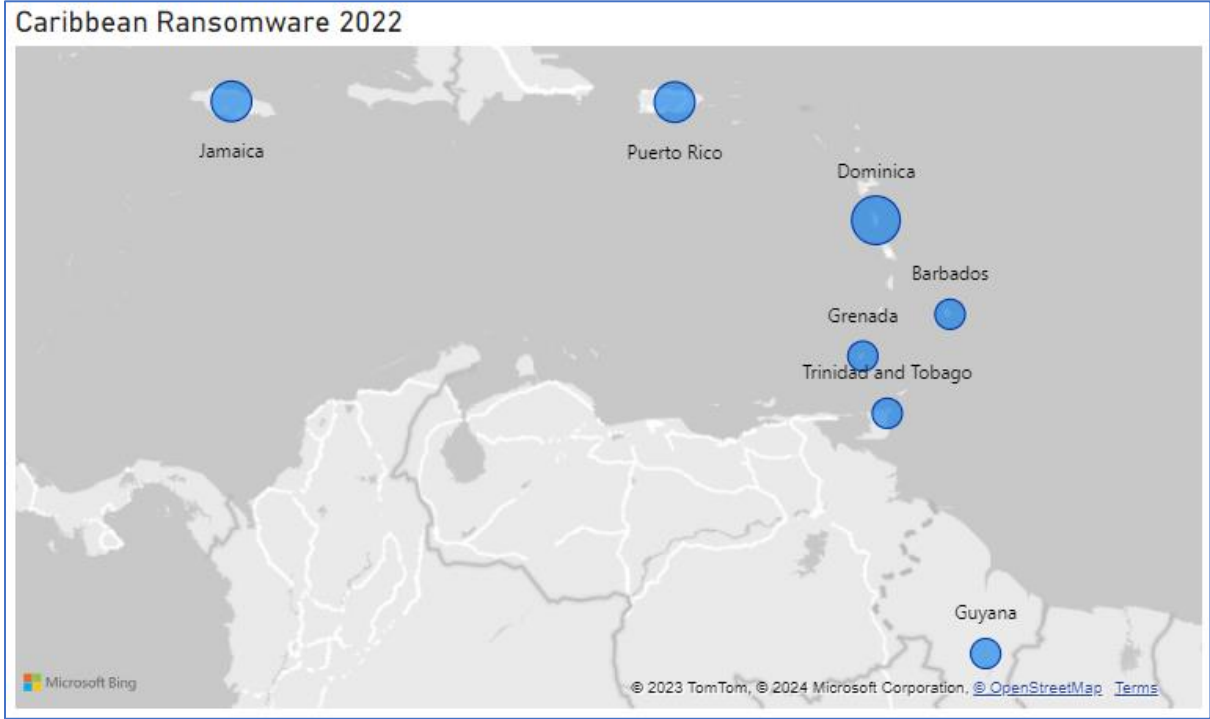 Caribbean Ransomware 2022
Jamaica
Puerto Rico
Dominica
Barbados
Grenada
Trinidad and Tobago
Guyana
Microsoft Bing
© 2023 TomTom, © 2024 Microsoft Corporation, © OpenStreetMap Terms